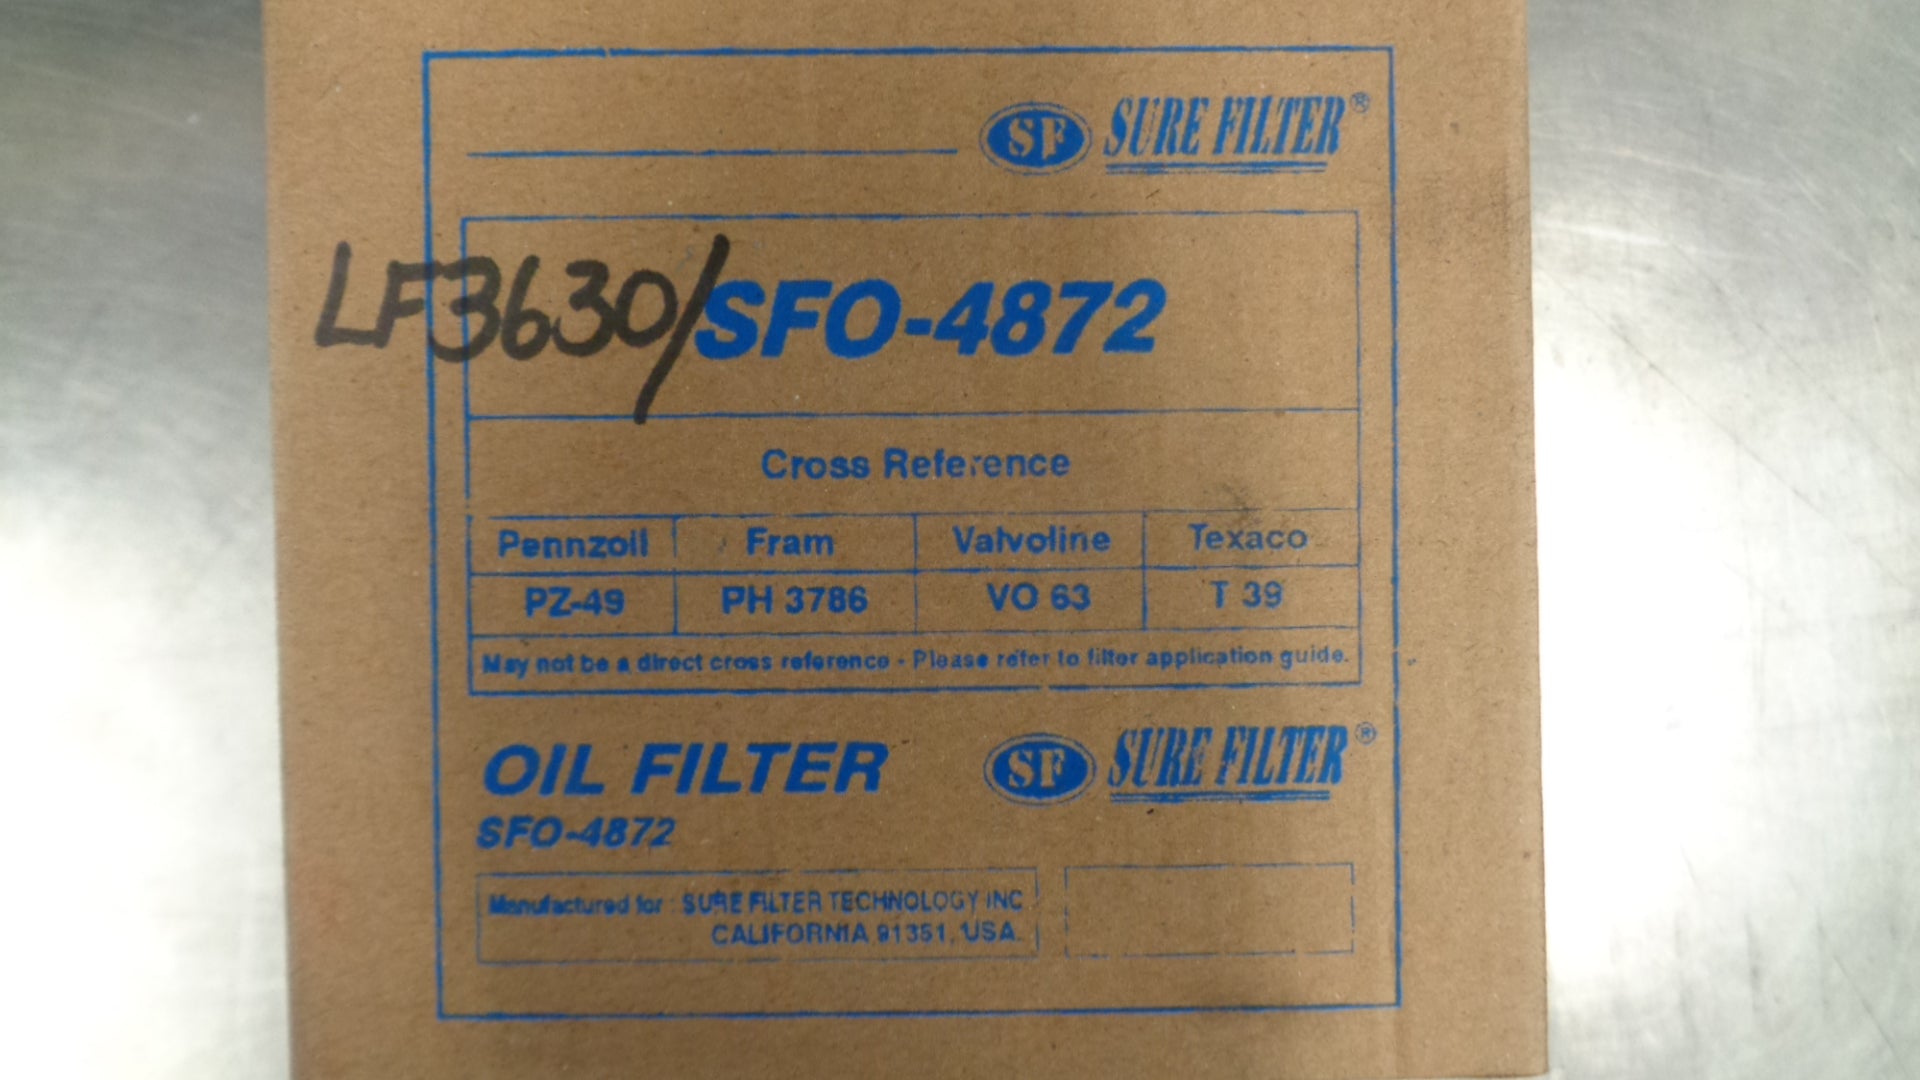 SF SURE FILTER®
LF3630/SFO-4872
Cross Reference
Pennzoil Fram Valvoline Texaco
PZ-49 PH 3786 VO 63 T 39
May not be a direct cross reference - Please refer to filter application guide.
OIL FILTER SF SURE FILTER®
SFO-4872
Manufactured for : SURE FILTER TECHNOLOGY INC
CALIFORNIA 91351, USA.